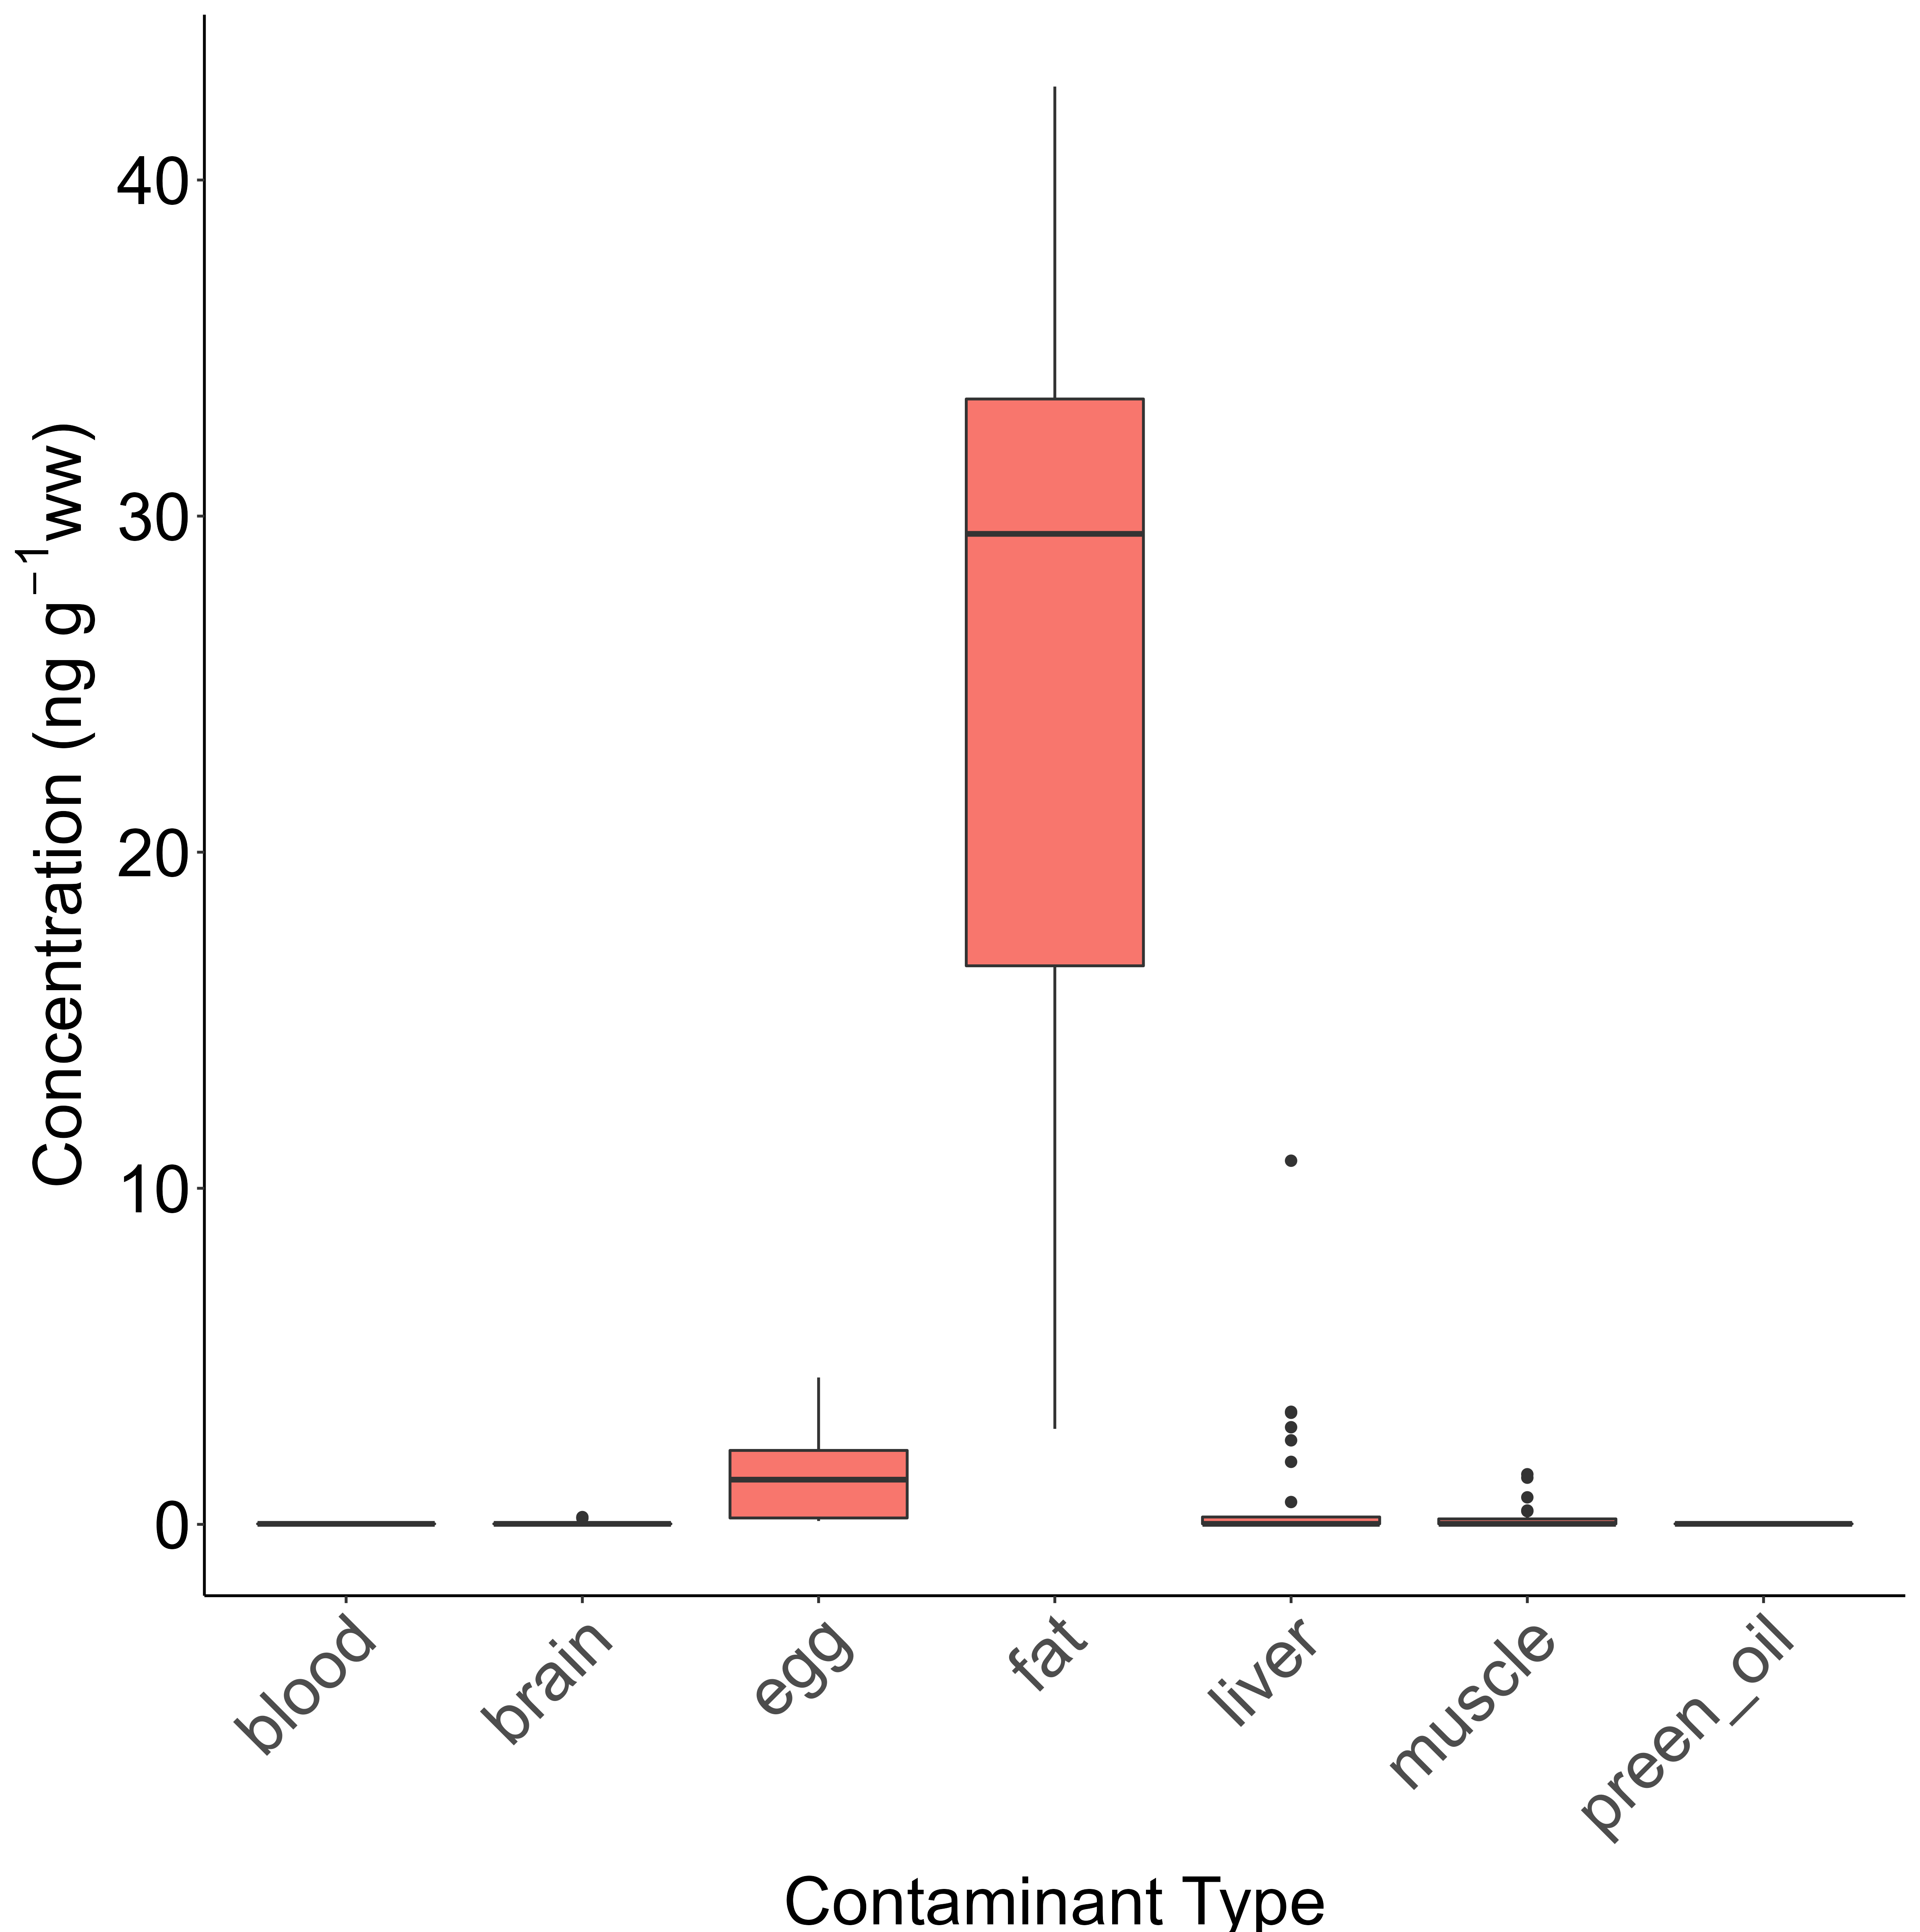 Concentration (ng g⁻¹ww)
40
30
20
10
0
blood
brain
egg
fat
liver
muscle
preen_oil
Contaminant Type